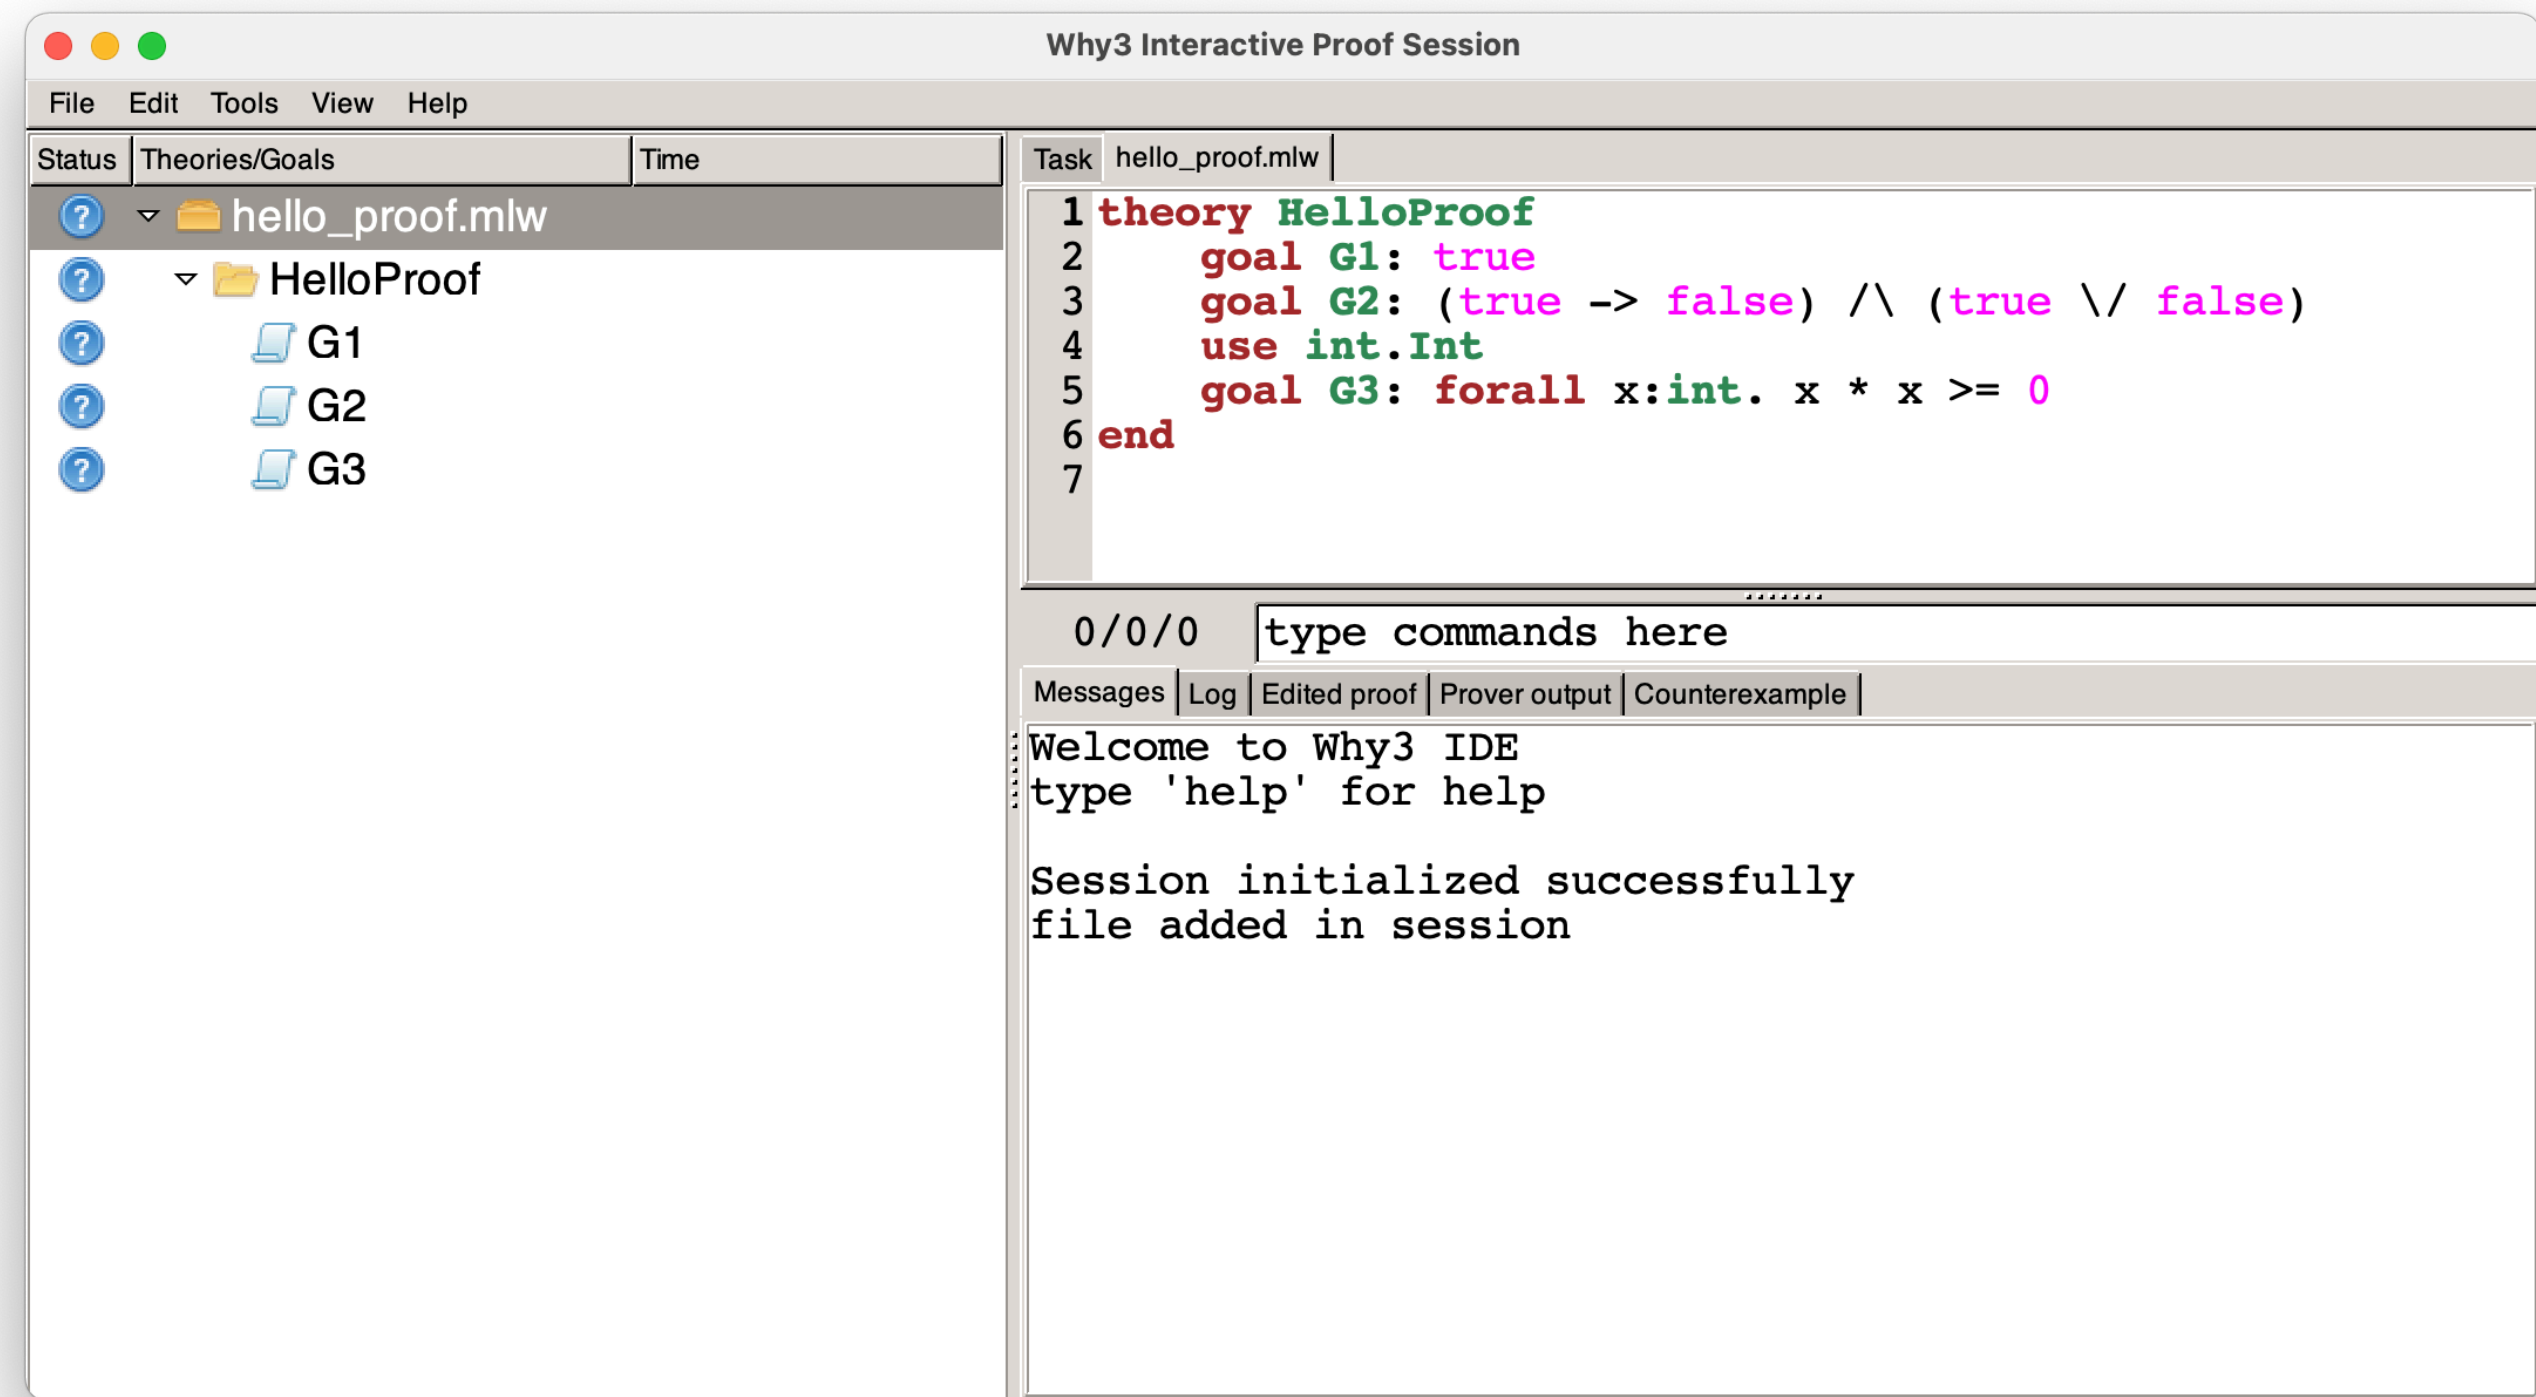 Why3 Interactive Proof Session
File Edit Tools View Help
Status Theories/Goals Time
? hello_proof.mlw
? HelloProof
? G1
? G2
? G3
Task hello_proof.mlw
1 theory HelloProof
2     goal G1: true
3     goal G2: (true -> false) /\ (true \/ false)
4     use int.Int
5     goal G3: forall x:int. x * x >= 0
6 end
7
0/0/0 type commands here
Messages Log Edited proof Prover output Counterexample
Welcome to Why3 IDE
type 'help' for help
Session initialized successfully
file added in session